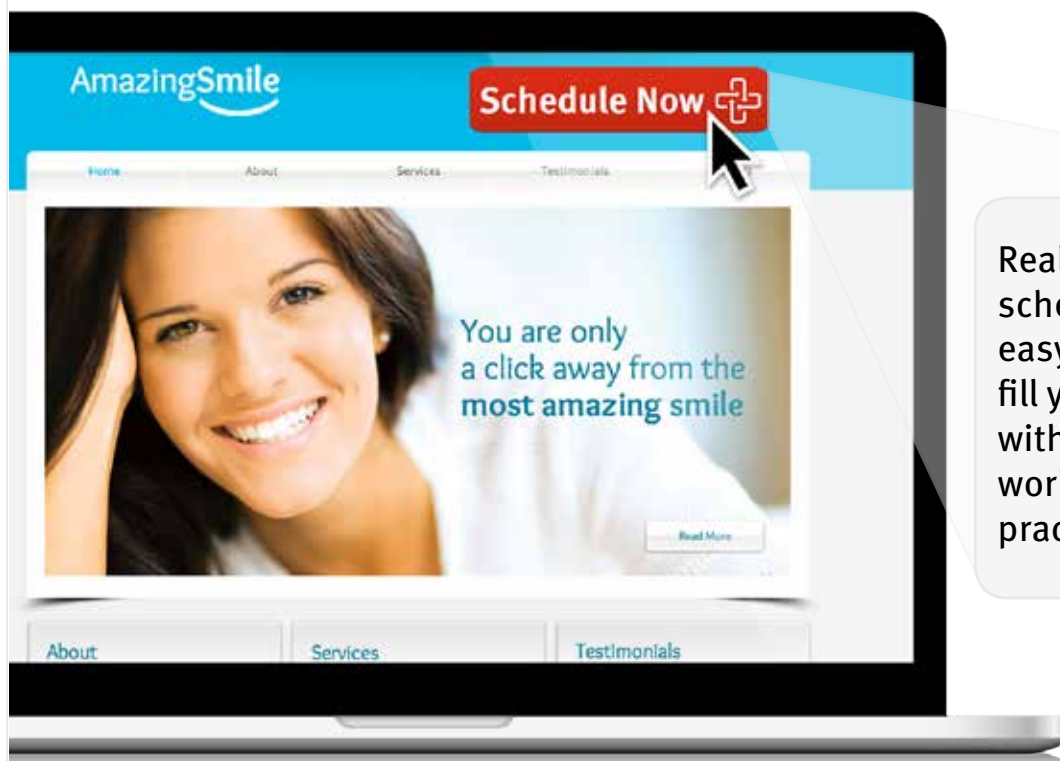 AmazingSmile
Schedule Now
Home About Services Testimonials
You are only
a click away from the
most amazing smile
Read More
About Services Testimonials
Real
sche
easy
fill y
with
wor
prac